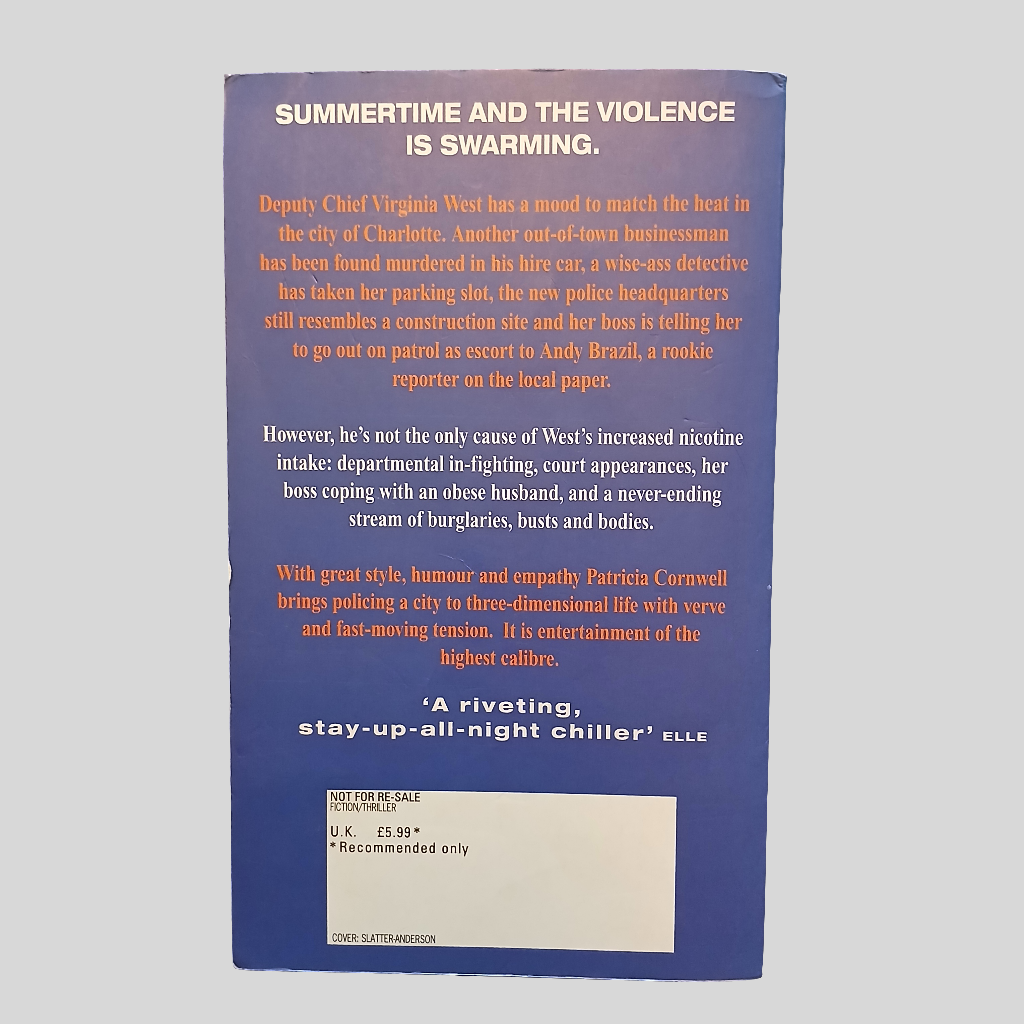 SUMMERTIME AND THE VIOLENCE
IS SWARMING.
Deputy Chief Virginia West has a mood to match the heat in
the city of Charlotte. Another out-of-town businessman
has been found murdered in his hire car, a wise-ass detective
has taken her parking slot, the new police headquarters
still resembles a construction site and her boss is telling her
to go out on patrol as escort to Andy Brazil, a rookie
reporter on the local paper.
However, he's not the only cause of West's increased nicotine
intake: departmental in-fighting, court appearances, her
boss coping with an obese husband, and a never-ending
stream of burglaries, busts and bodies.
With great style, humour and empathy Patricia Cornwell
brings policing a city to three-dimensional life with verve
and fast-moving tension. It is entertainment of the
highest calibre.
‘A riveting,
stay-up-all-night chiller’ ELLE
NOT FOR RE-SALE
FICTION/THRILLER
U.K. £5.99*
*Recommended only
COVER: SLATTER-ANDERSON